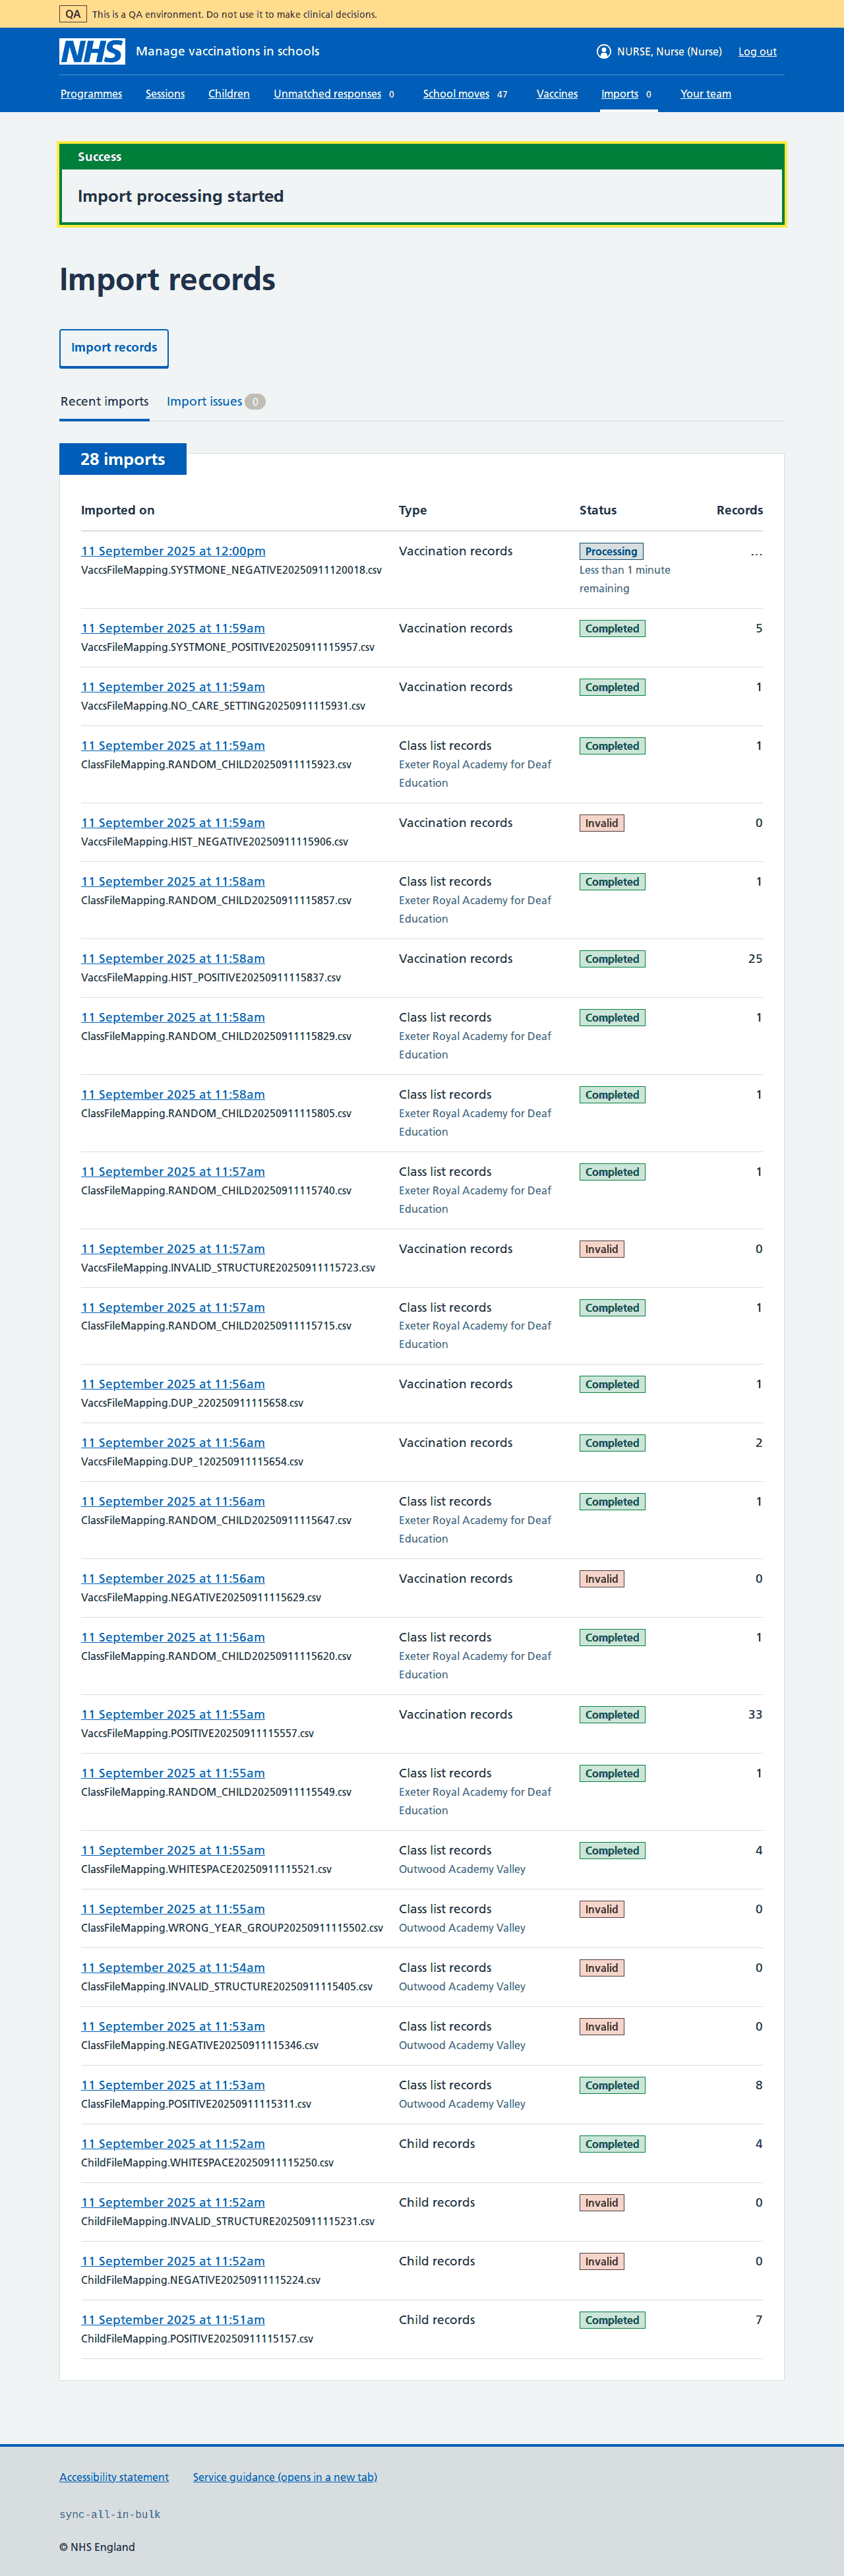 QA This is a QA environment. Do not use it to make clinical decisions.
NHS Manage vaccinations in schools NURSE, Nurse (Nurse) Log out
Programmes Sessions Children Unmatched responses 0 School moves 47 Vaccines Imports 0 Your team
Success
Import processing started
Import records
Import records
Recent imports Import issues 0
28 imports
Imported on Type Status Records
11 September 2025 at 12:00pm Vaccination records Processing ...
VaccsFileMapping.SYSTMONE_NEGATIVE20250911120018.csv Less than 1 minute
remaining
11 September 2025 at 11:59am Vaccination records Completed 5
VaccsFileMapping.SYSTMONE_POSITIVE20250911115957.csv
11 September 2025 at 11:59am Vaccination records Completed 1
VaccsFileMapping.NO_CARE_SETTING20250911115931.csv
11 September 2025 at 11:59am Class list records Completed 1
ClassFileMapping.RANDOM_CHILD20250911115923.csv Exeter Royal Academy for Deaf
Education
11 September 2025 at 11:59am Vaccination records Invalid 0
VaccsFileMapping.HIST_NEGATIVE20250911115906.csv
11 September 2025 at 11:58am Class list records Completed 1
ClassFileMapping.RANDOM_CHILD20250911115857.csv Exeter Royal Academy for Deaf
Education
11 September 2025 at 11:58am Vaccination records Completed 25
VaccsFileMapping.HIST_POSITIVE20250911115837.csv
11 September 2025 at 11:58am Class list records Completed 1
ClassFileMapping.RANDOM_CHILD20250911115829.csv Exeter Royal Academy for Deaf
Education
11 September 2025 at 11:58am Class list records Completed 1
ClassFileMapping.RANDOM_CHILD20250911115805.csv Exeter Royal Academy for Deaf
Education
11 September 2025 at 11:57am Class list records Completed 1
ClassFileMapping.RANDOM_CHILD20250911115740.csv Exeter Royal Academy for Deaf
Education
11 September 2025 at 11:57am Vaccination records Invalid 0
VaccsFileMapping.INVALID_STRUCTURE20250911115723.csv
11 September 2025 at 11:57am Class list records Completed 1
ClassFileMapping.RANDOM_CHILD20250911115715.csv Exeter Royal Academy for Deaf
Education
11 September 2025 at 11:56am Vaccination records Completed 1
VaccsFileMapping.DUP_220250911115658.csv
11 September 2025 at 11:56am Vaccination records Completed 2
VaccsFileMapping.DUP_120250911115654.csv
11 September 2025 at 11:56am Class list records Completed 1
ClassFileMapping.RANDOM_CHILD20250911115647.csv Exeter Royal Academy for Deaf
Education
11 September 2025 at 11:56am Vaccination records Invalid 0
VaccsFileMapping.NEGATIVE20250911115629.csv
11 September 2025 at 11:56am Class list records Completed 1
ClassFileMapping.RANDOM_CHILD20250911115620.csv Exeter Royal Academy for Deaf
Education
11 September 2025 at 11:55am Vaccination records Completed 33
VaccsFileMapping.POSITIVE20250911115557.csv
11 September 2025 at 11:55am Class list records Completed 1
ClassFileMapping.RANDOM_CHILD20250911115549.csv Exeter Royal Academy for Deaf
Education
11 September 2025 at 11:55am Class list records Completed 4
ClassFileMapping.WHITESPACE20250911115521.csv Outwood Academy Valley
11 September 2025 at 11:55am Class list records Invalid 0
ClassFileMapping.WRONG_YEAR_GROUP20250911115502.csv Outwood Academy Valley
11 September 2025 at 11:54am Class list records Invalid 0
ClassFileMapping.INVALID_STRUCTURE20250911115405.csv Outwood Academy Valley
11 September 2025 at 11:53am Class list records Invalid 0
ClassFileMapping.NEGATIVE20250911115346.csv Outwood Academy Valley
11 September 2025 at 11:53am Class list records Completed 8
ClassFileMapping.POSITIVE20250911115311.csv Outwood Academy Valley
11 September 2025 at 11:52am Child records Completed 4
ChildFileMapping.WHITESPACE20250911115250.csv
11 September 2025 at 11:52am Child records Invalid 0
ChildFileMapping.INVALID_STRUCTURE20250911115231.csv
11 September 2025 at 11:52am Child records Invalid 0
ChildFileMapping.NEGATIVE20250911115224.csv
11 September 2025 at 11:51am Child records Completed 7
ChildFileMapping.POSITIVE20250911115157.csv
Accessibility statement Service guidance (opens in a new tab)
sync-all-in-bulk
© NHS England